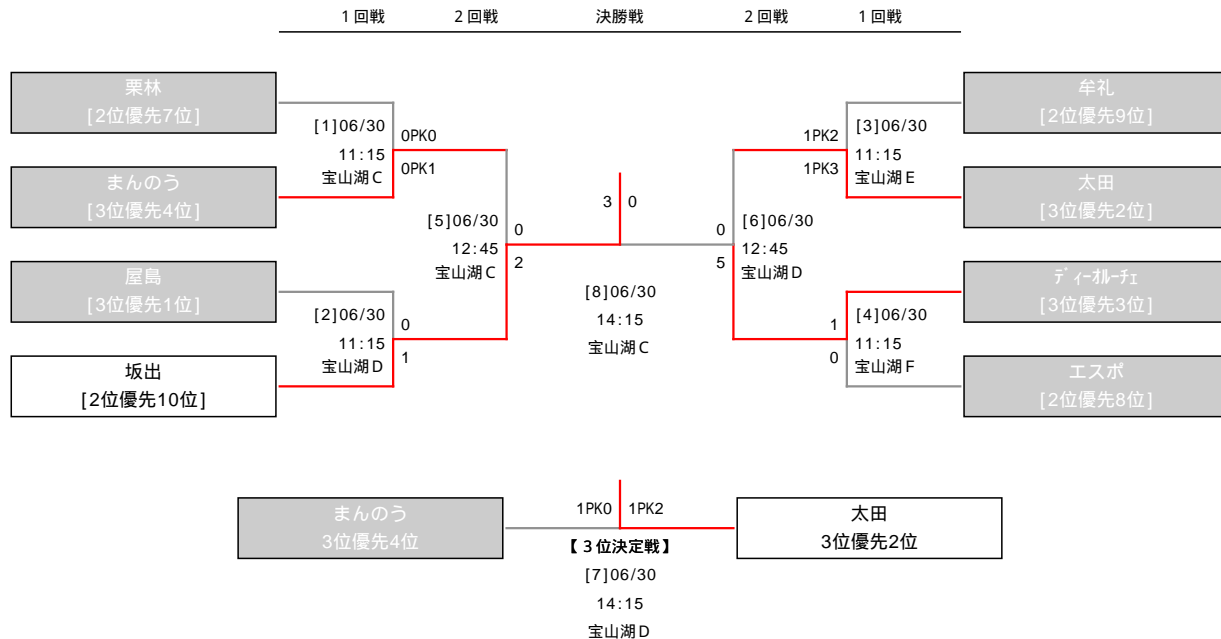 1回戦 2回戦 決勝戦 2回戦 1回戦
栗林
[2位優先7位]
まんのう
[3位優先4位]
屋島
[3位優先1位]
坂出
[2位優先10位]
[1]06/30
11:15
宝山湖C
0PK0
0PK1
[2]06/30
11:15
宝山湖D
0
1
[5]06/30
12:45
宝山湖C
0
2
3 0
[8]06/30
14:15
宝山湖C
0
5
[6]06/30
12:45
宝山湖D
1PK2
1PK3
[3]06/30
11:15
宝山湖E
1
0
[4]06/30
11:15
宝山湖F
牟礼
[2位優先9位]
太田
[3位優先2位]
ディーオルーチェ
[3位優先3位]
エスポ
[2位優先8位]
まんのう
3位優先4位
1PK0 1PK2
【3位決定戦】
[7]06/30
14:15
宝山湖D
太田
3位優先2位